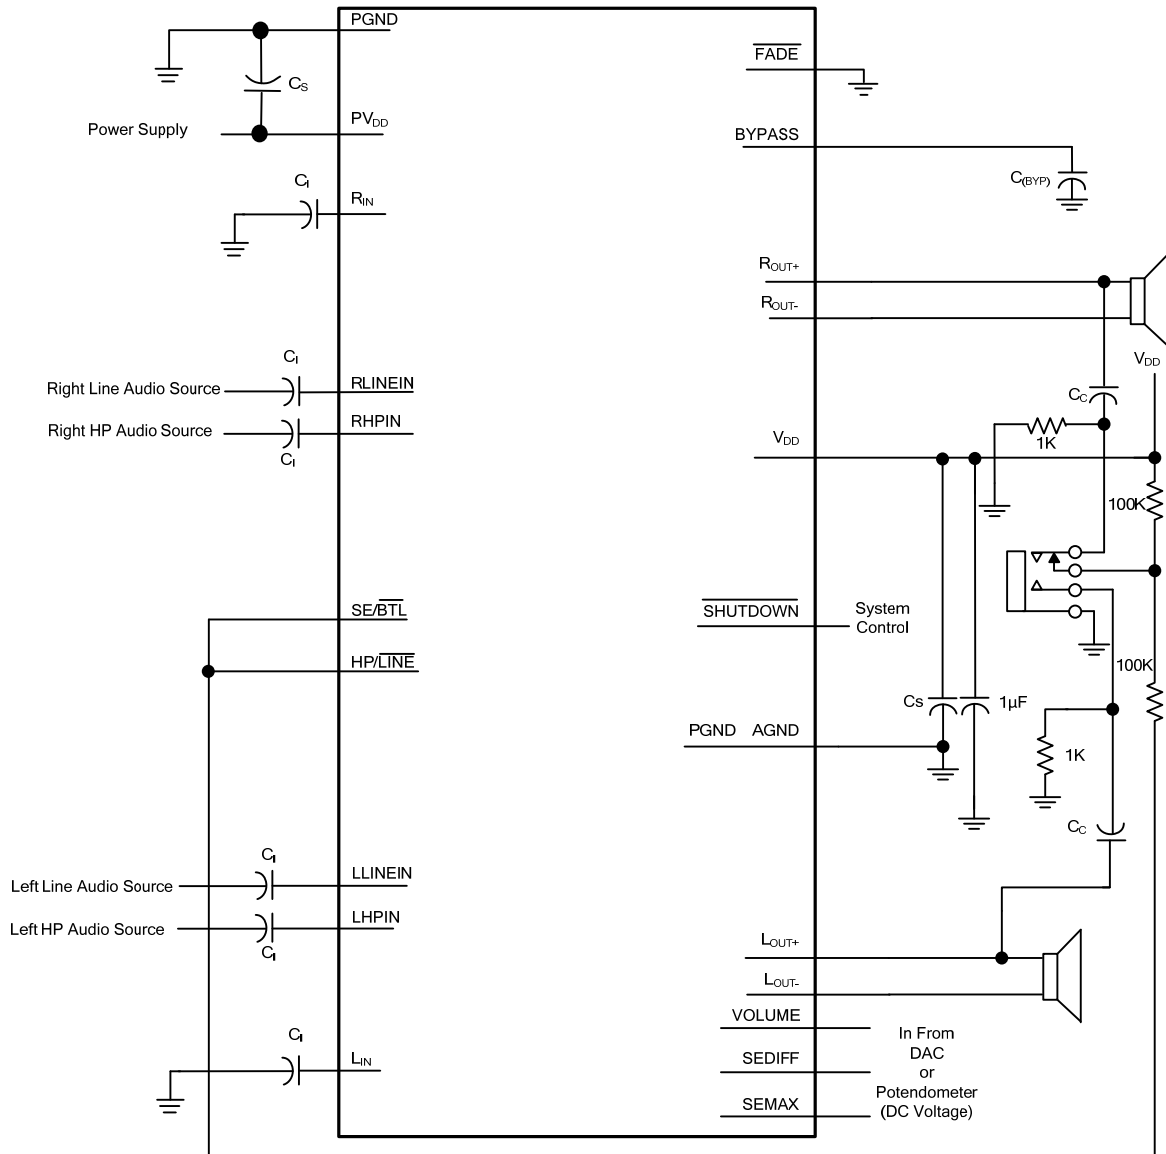 PGND
FADE
CS
Power Supply
PVDD
BYPASS
CI
RIN
C(BYP)
ROUT+
ROUT-
VDD
CI
Right Line Audio Source
RLINEIN
Right HP Audio Source
RHPIN
CI
CC
1K
VDD
100K
SE/BTL
SHUTDOWN
System
Control
HP/LINE
100K
Cs
1µF
PGND AGND
1K
CC
CI
Left Line Audio Source
LLINEIN
Left HP Audio Source
LHPIN
CI
LOUT+
LOUT-
VOLUME
CI
LIN
SEDIFF
SEMAX
In From
DAC
or
Potendometer
(DC Voltage)